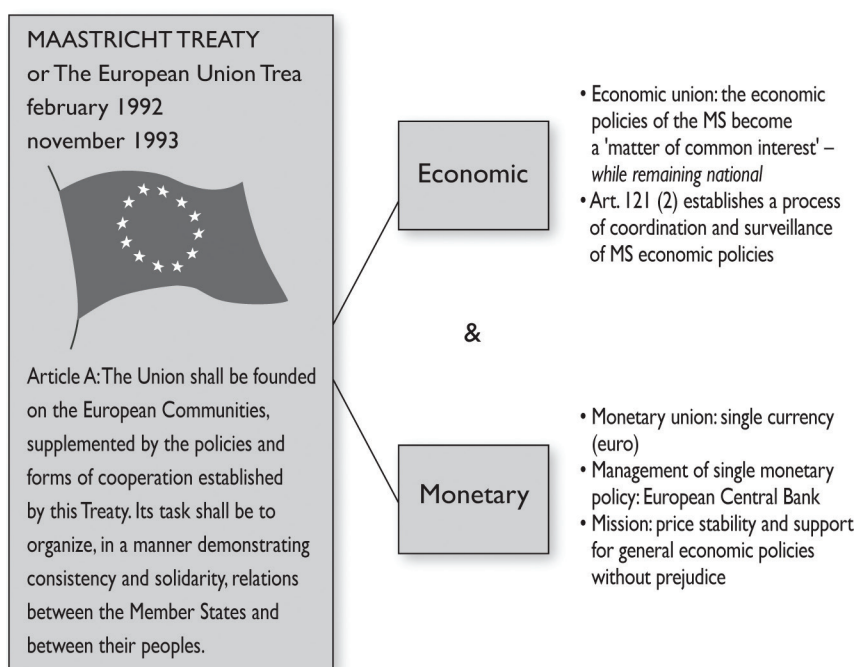 MAASTRICHT TREATY
or The European Union Trea
february 1992
november 1993
Article A: The Union shall be founded
on the European Communities,
supplemented by the policies and
forms of cooperation established
by this Treaty. Its task shall be to
organize, in a manner demonstrating
consistency and solidarity, relations
between the Member States and
between their peoples.
Economic
• Economic union: the economic
policies of the MS become
a 'matter of common interest' –
while remaining national
• Art. 121 (2) establishes a process
of coordination and surveillance
of MS economic policies
&
Monetary
• Monetary union: single currency
(euro)
• Management of single monetary
policy: European Central Bank
• Mission: price stability and support
for general economic policies
without prejudice